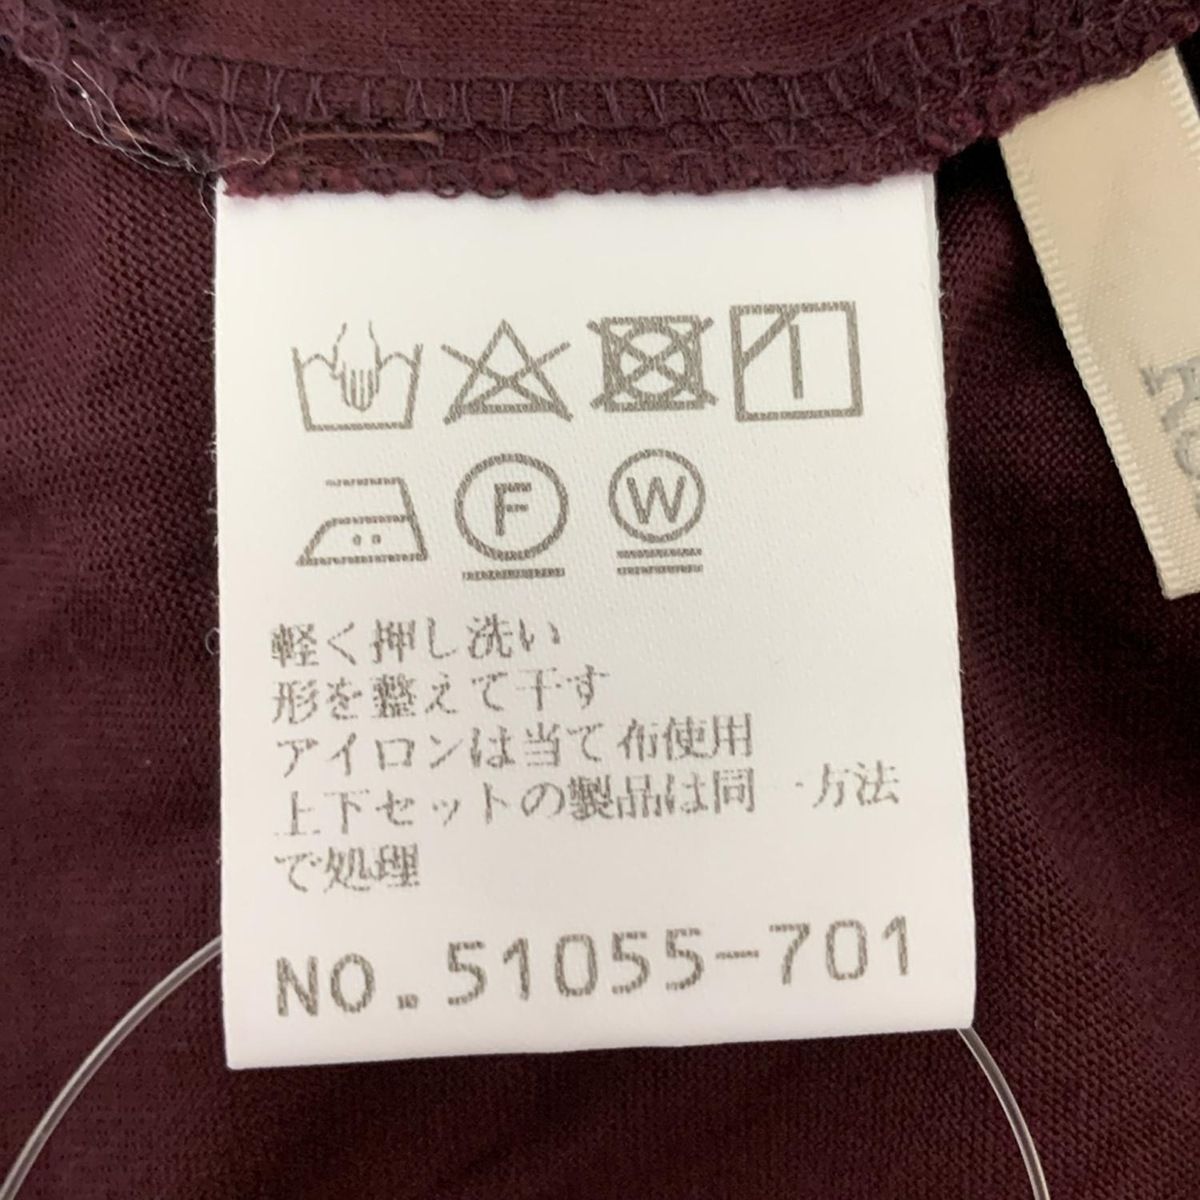 F W
軽く押し洗い
形を整えて干す
アイロンは当て布使用
上下セットの製品は同一方法
で処理
NO.51055-701